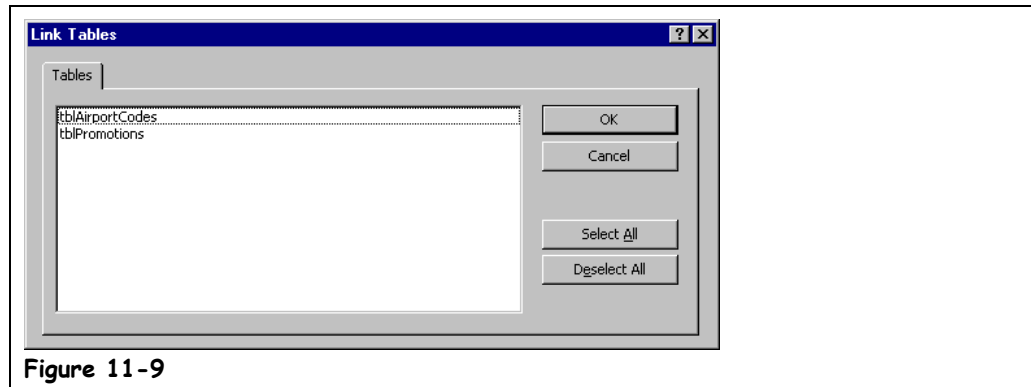 Link Tables
Tables
tblAirportCodes
tblPromotions
OK
Cancel
Select All
Deselect All
Figure 11-9